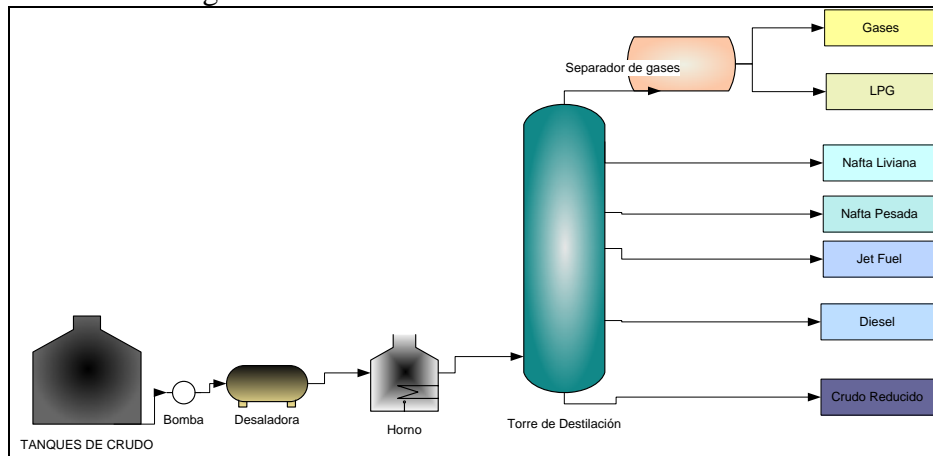 Gases
Separador de gases
LPG
Nafta Liviana
Nafta Pesada
Jet Fuel
Diesel
Crudo Reducido
Bomba
Desaladora
Horno
Torre de Destilación
TANQUES DE CRUDO